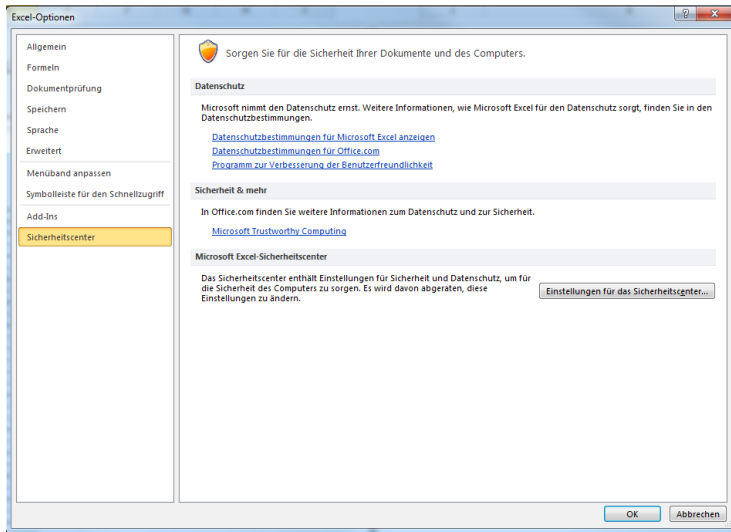 Excel-Optionen
Allgemein
Formeln
Dokumentprüfung
Speichern
Sprache
Erweitert
Menüband anpassen
Symbolleiste für den Schnellzugriff
Add-Ins
Sicherheitscenter
Sorgen Sie für die Sicherheit Ihrer Dokumente und des Computers.
Datenschutz
Microsoft nimmt den Datenschutz ernst. Weitere Informationen, wie Microsoft Excel für den Datenschutz sorgt, finden Sie in den
Datenschutzbestimmungen.
Datenschutzbestimmungen für Microsoft Excel anzeigen
Datenschutzbestimmungen für Office.com
Programm zur Verbesserung der Benutzerfreundlichkeit
Sicherheit & mehr
In Office.com finden Sie weitere Informationen zum Datenschutz und zur Sicherheit.
Microsoft Trustworthy Computing
Microsoft Excel-Sicherheitscenter
Das Sicherheitscenter enthält Einstellungen für Sicherheit und Datenschutz, um für
die Sicherheit des Computers zu sorgen. Es wird davon abgeraten, diese
Einstellungen zu ändern.
Einstellungen für das Sicherheitscenter...
OK
Abbrechen